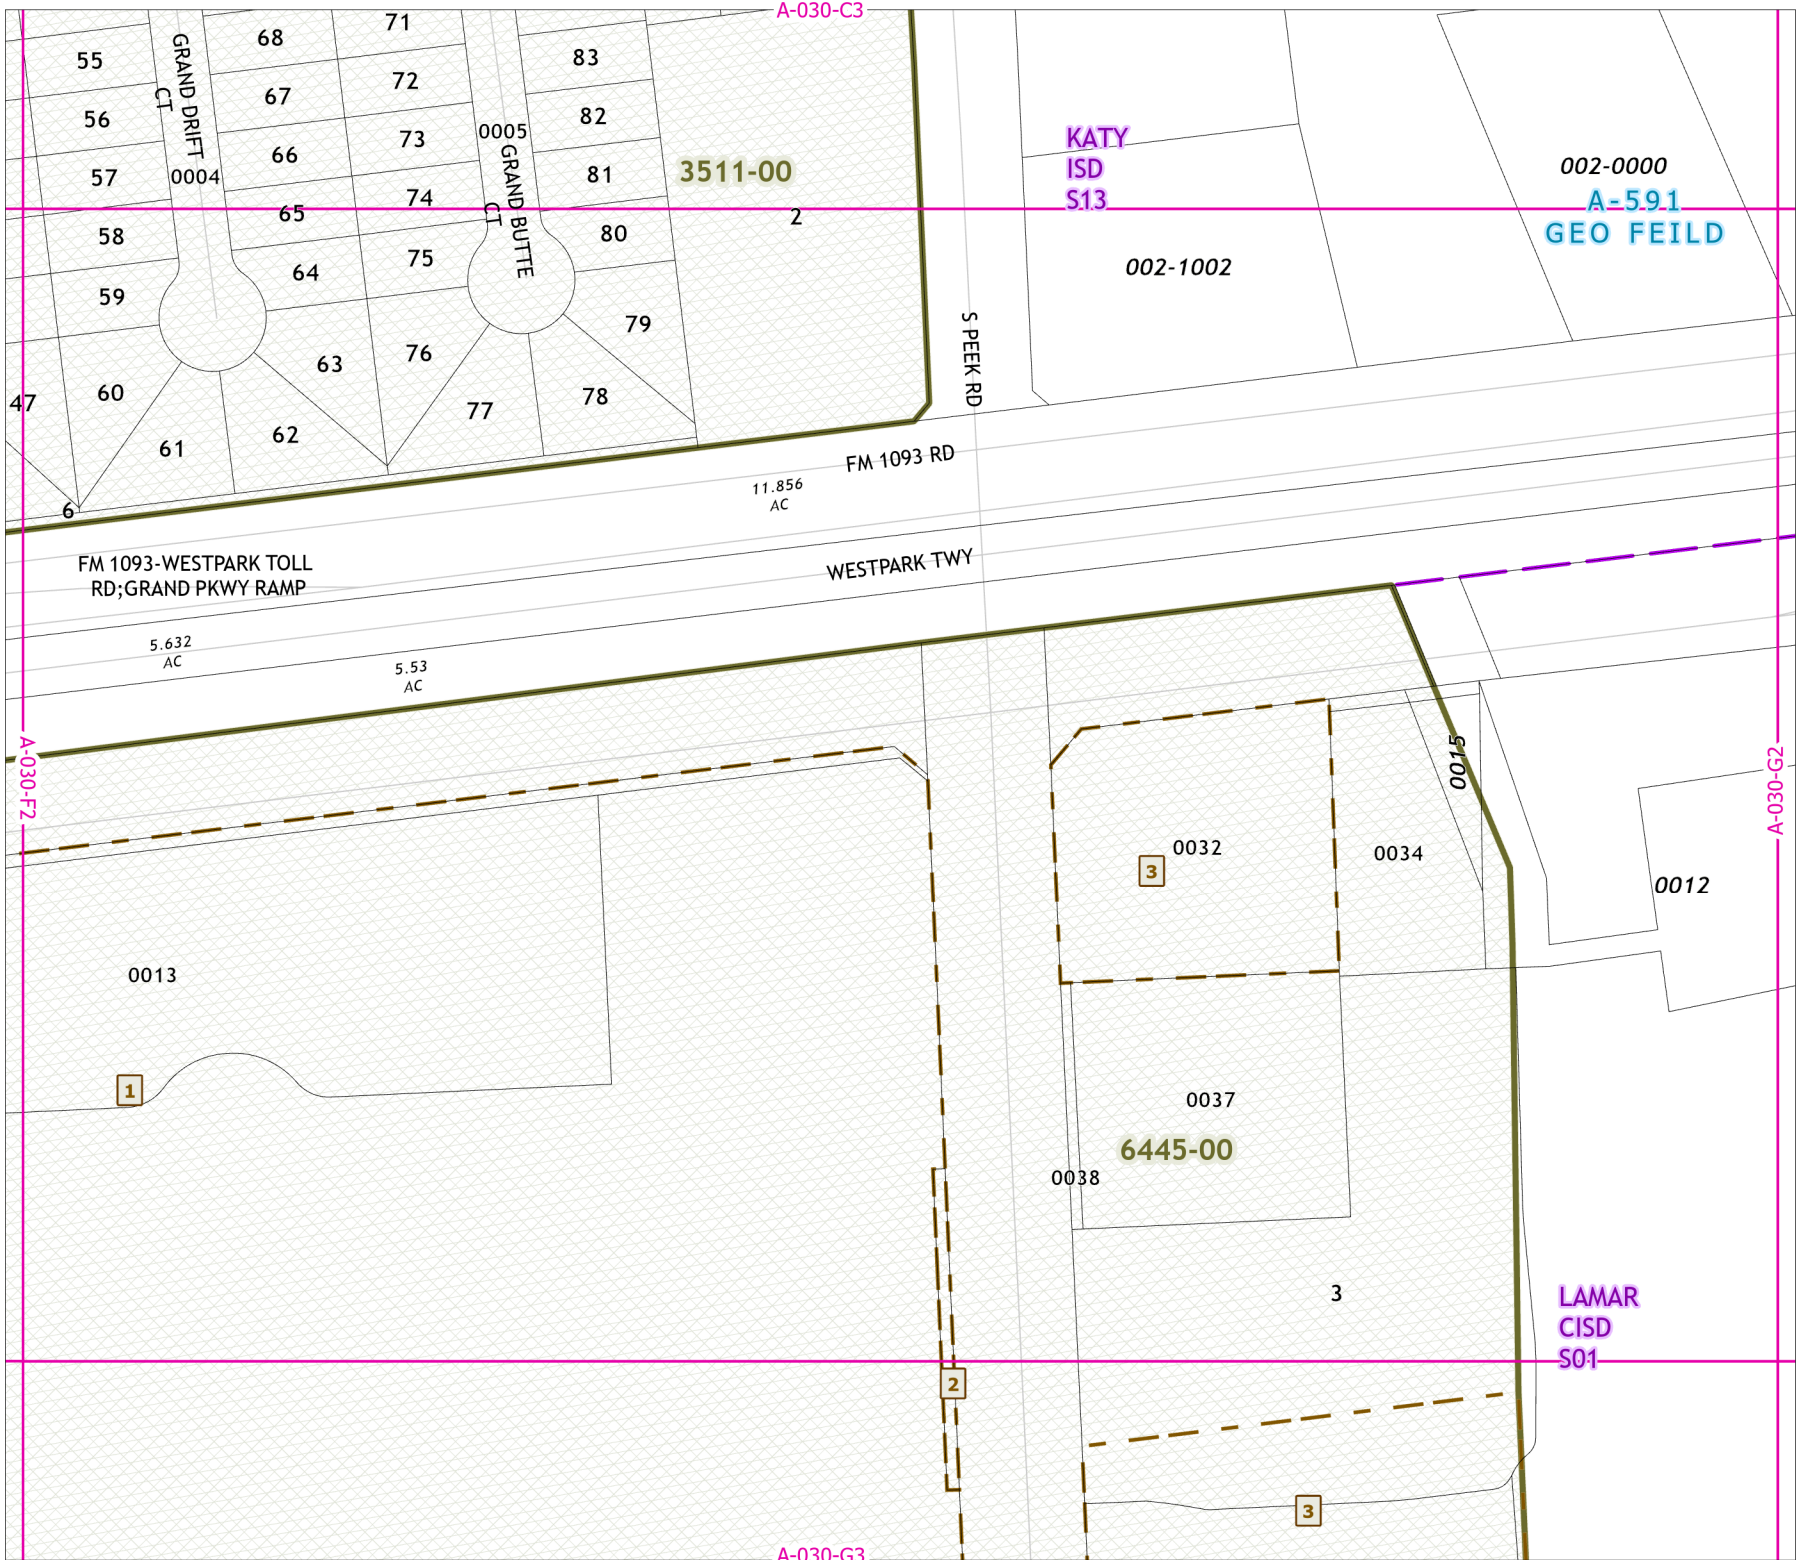 A-030-C3
55
56
57
58
59
60
47
61
6
GRAND DRIFT
CT
0004
68
67
66
65
64
63
62
71
72
73
74
75
76
77
0005
GRAND BUTTE
CT
83
82
81
80
79
78
3511-00
2
KATY
ISD
S13
002-1002
002-0000
A-591
GEO FEILD
S PEEK RD
FM 1093 RD
11.856
AC
WESTPARK TWY
FM 1093-WESTPARK TOLL
RD;GRAND PKWY RAMP
5.632
AC
5.53
AC
A-030-F2
A-030-G2
0015
0032
3
0034
0012
0013
1
0037
6445-00
0038
3
LAMAR
CISD
S01
2
3
A-030-G3